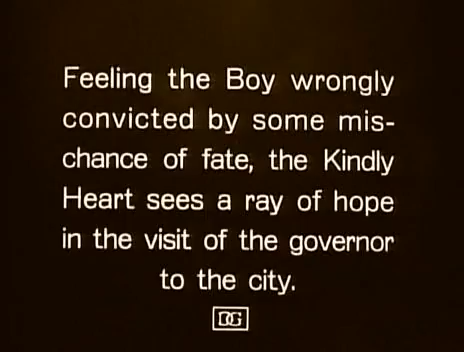 Feeling the Boy wrongly
convicted by some mis-
chance of fate, the Kindly
Heart sees a ray of hope
in the visit of the governor
to the city.
DG